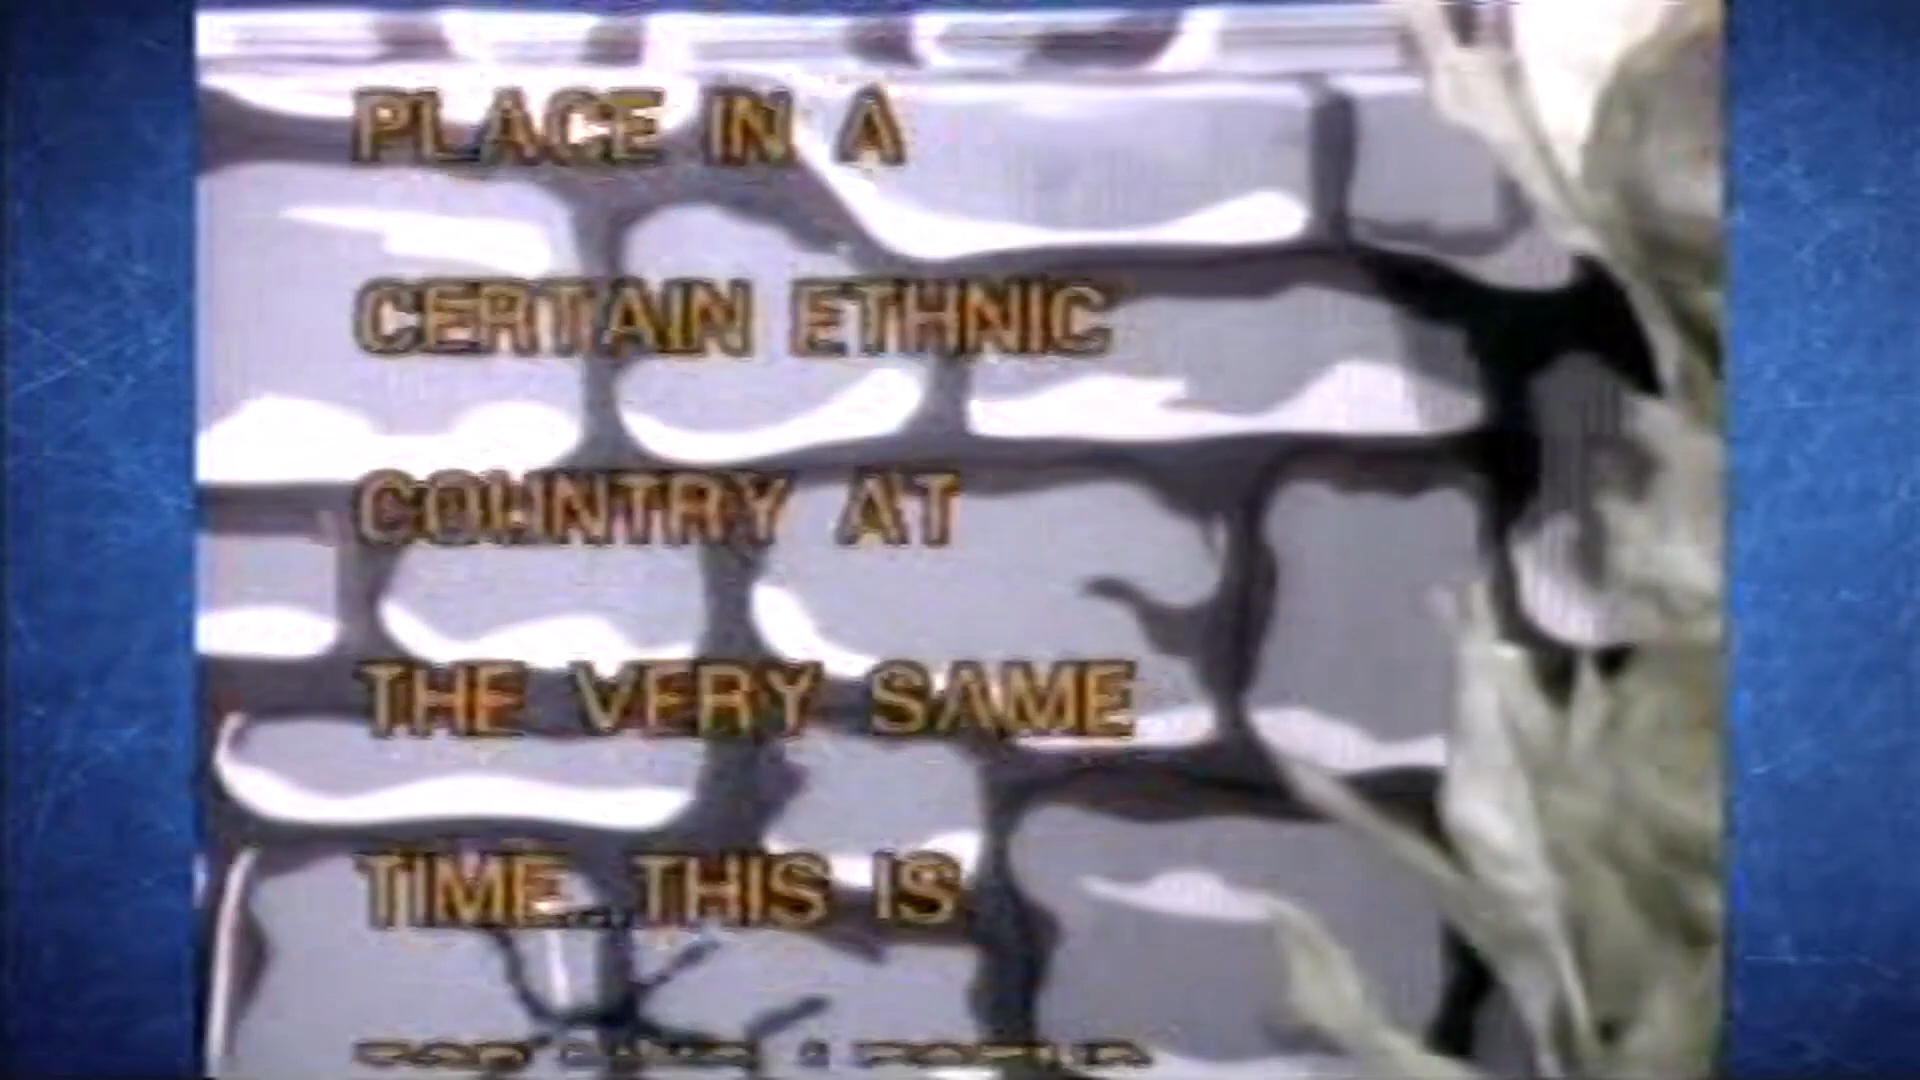 PLACE IN A
CERTAIN ETHNIC
COUNTRY AT
THE VERY SAME
TIME. THIS IS